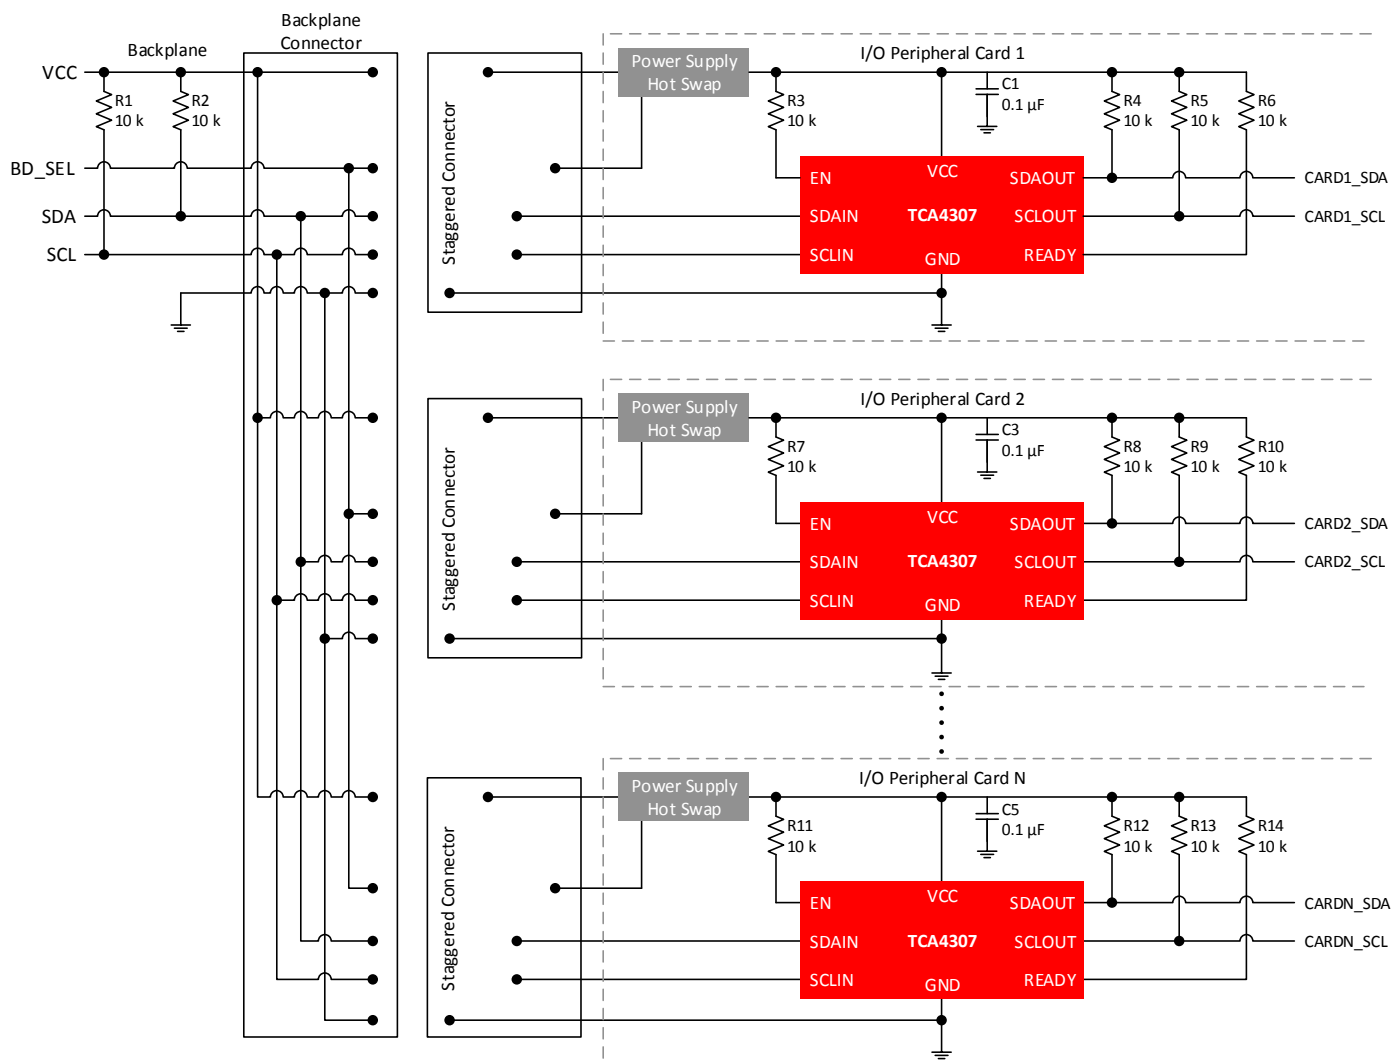 Backplane
Connector
Backplane
VCC
R1
10 k
R2
10 k
BD_SEL
SDA
SCL
Staggered Connector
I/O Peripheral Card 1
Power Supply
Hot Swap
R3
10 k
C1
0.1 µF
R4
10 k
R5
10 k
R6
10 k
EN
VCC
SDAOUT
CARD1_SDA
SDAIN
TCA4307
SCLOUT
CARD1_SCL
SCLIN
GND
READY
Staggered Connector
I/O Peripheral Card 2
Power Supply
Hot Swap
R7
10 k
C3
0.1 µF
R8
10 k
R9
10 k
R10
10 k
EN
VCC
SDAOUT
CARD2_SDA
SDAIN
TCA4307
SCLOUT
CARD2_SCL
SCLIN
GND
READY
Staggered Connector
I/O Peripheral Card N
Power Supply
Hot Swap
R11
10 k
C5
0.1 µF
R12
10 k
R13
10 k
R14
10 k
EN
VCC
SDAOUT
CARDN_SDA
SDAIN
TCA4307
SCLOUT
CARDN_SCL
SCLIN
GND
READY